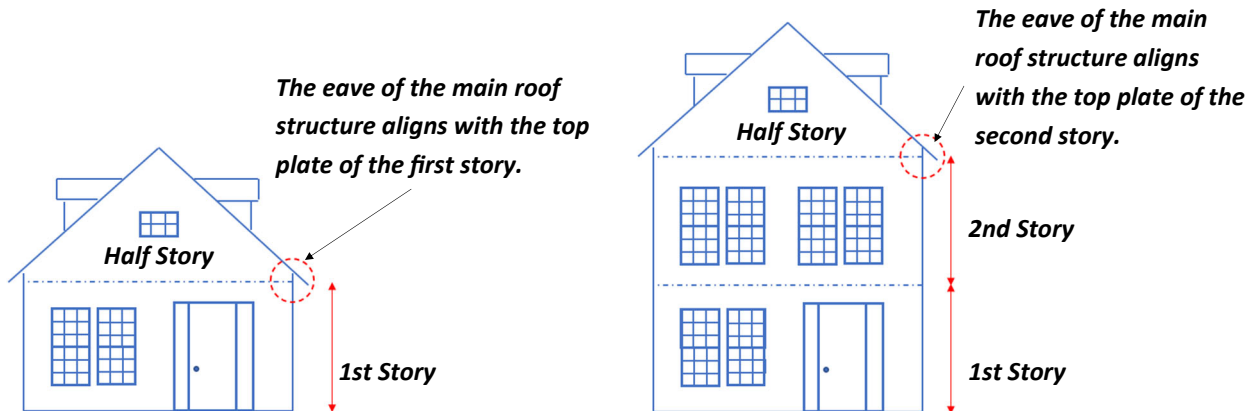 The eave of the main roof
structure aligns with the top
plate of the first story.
Half Story
1st Story
The eave of the main
roof structure aligns
with the top plate of the
second story.
Half Story
2nd Story
1st Story